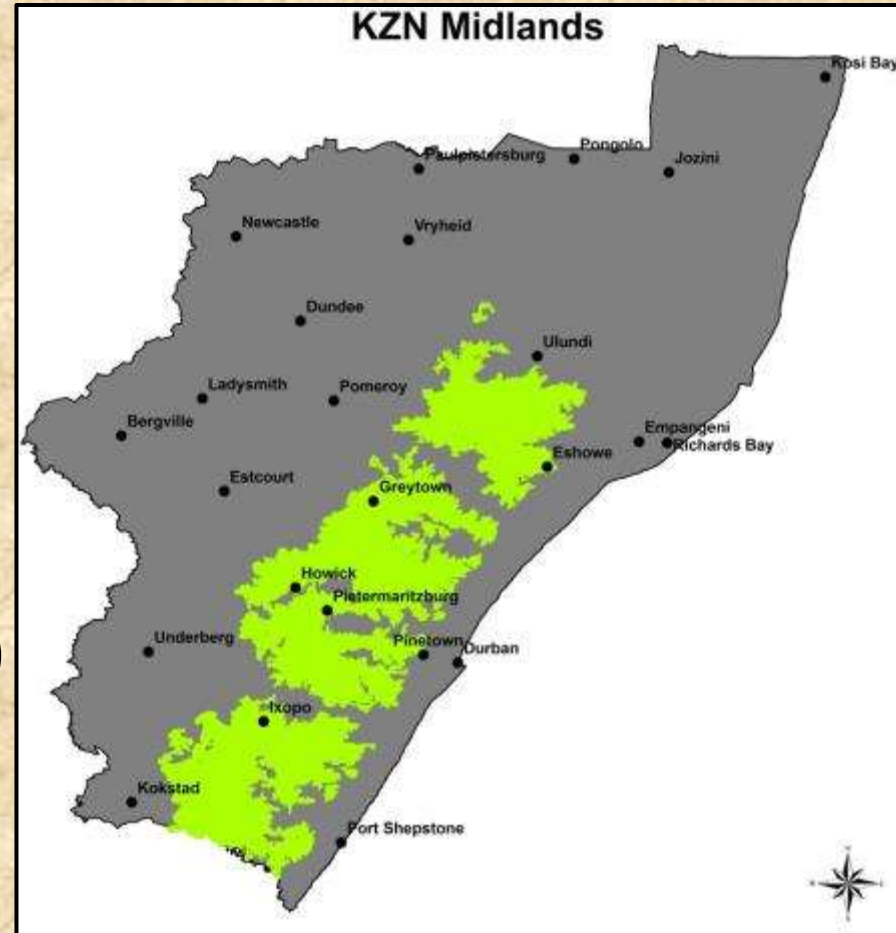 KZN Midlands
Kosi Bay
Paulpistersburg
Pongolo
Jozini
Newcastle
Vryheid
Dundee
Ulundi
Ladysmith
Pomeroy
Bergville
Empangeni
Richards Bay
Eshowe
Estcourt
Greytown
Howick
Pietermaritzburg
Underberg
Pinetown
Durban
Ixopo
Kokstad
Port Shepstone
)